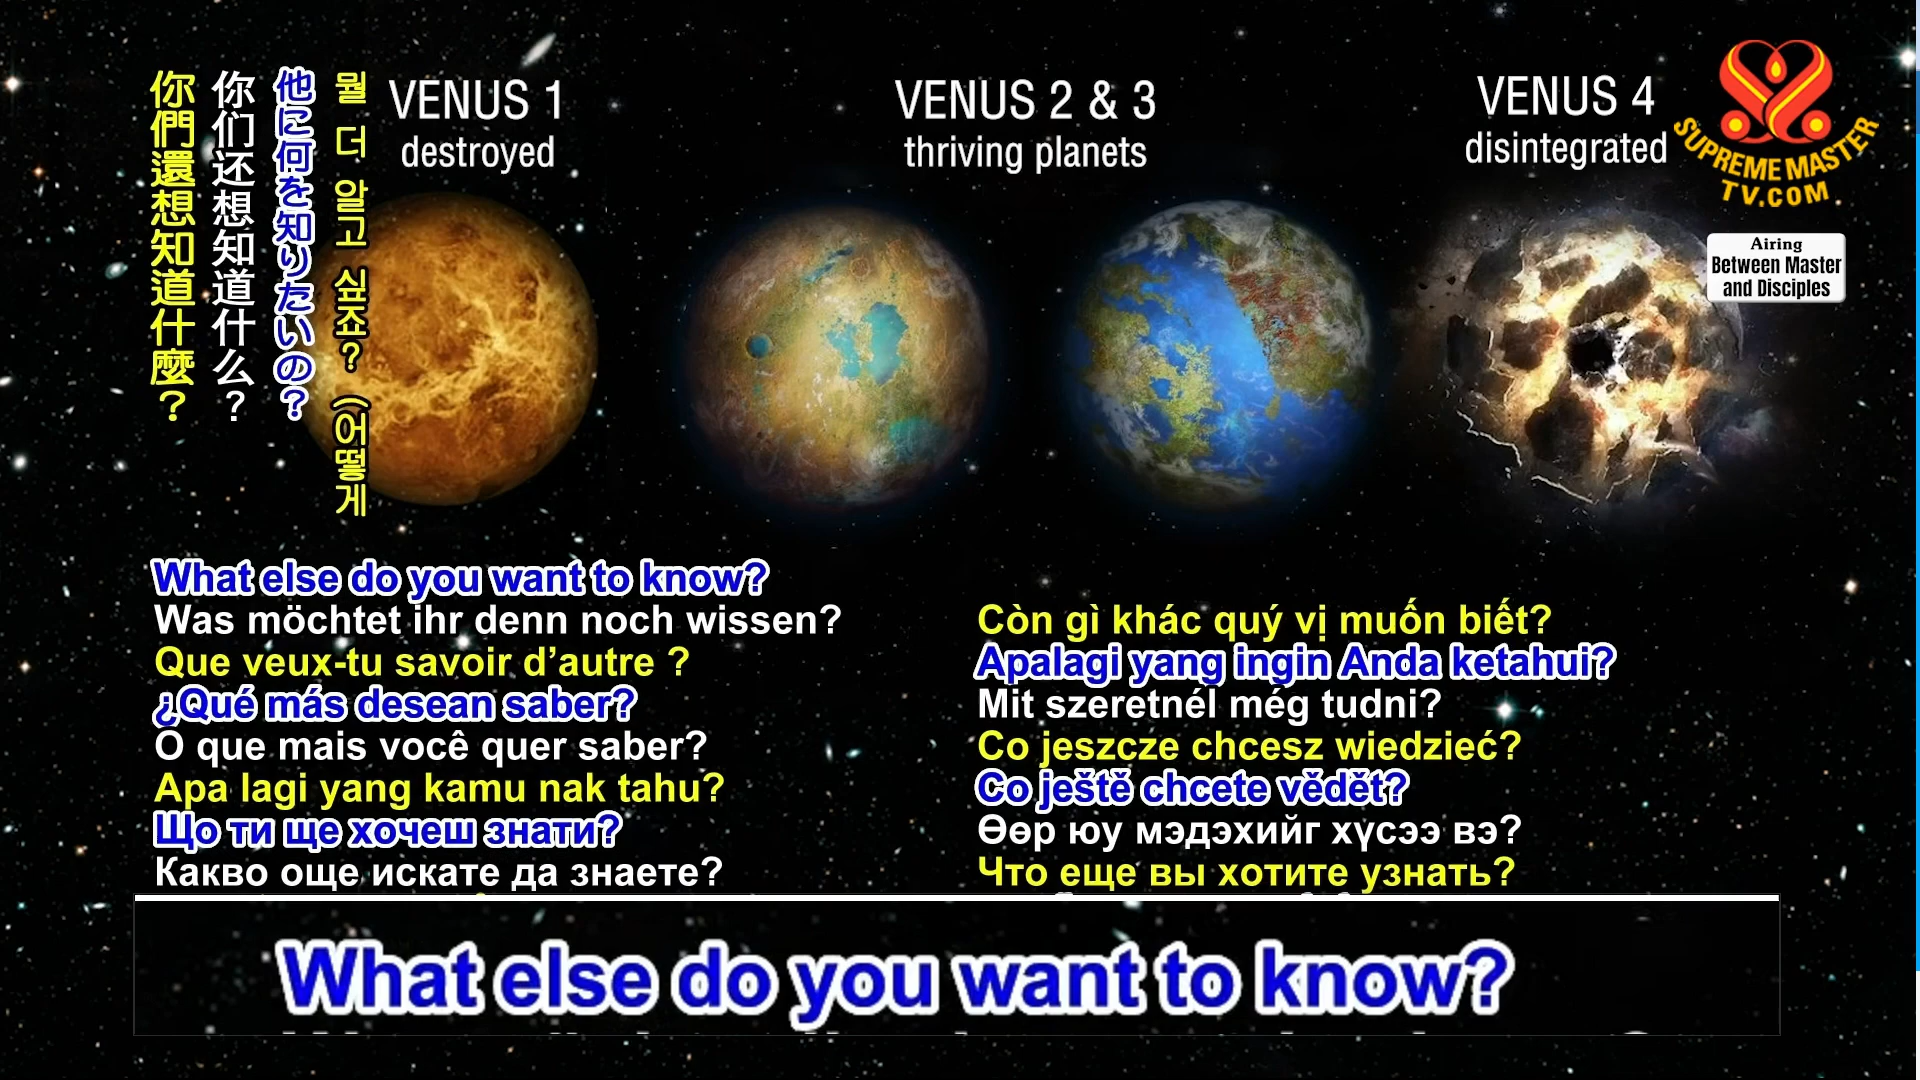 你們還想知道什麼？
你们还想知道什么？
他に何を知りたいの？
뭘 더 알고 싶죠? (어떻게
VENUS 1
destroyed
VENUS 2 & 3
thriving planets
VENUS 4
disintegrated
SUPREME MASTER
TV.COM
Airing
Between Master
and Disciples
What else do you want to know?
Was möchtet ihr denn noch wissen?
Que veux-tu savoir d’autre ?
¿Qué más desean saber?
O que mais você quer saber?
Apa lagi yang kamu nak tahu?
Що ти ще хочеш знати?
Какво още искате да знаете?
Còn gì khác quý vị muốn biết?
Apalagi yang ingin Anda ketahui?
Mit szeretnél még tudni?
Co jeszcze chcesz wiedzieć?
Co ještě chcete vědět?
Өөр юу мэдэхийг хүсээ вэ?
Что еще вы хотите узнать?
What else do you want to know?